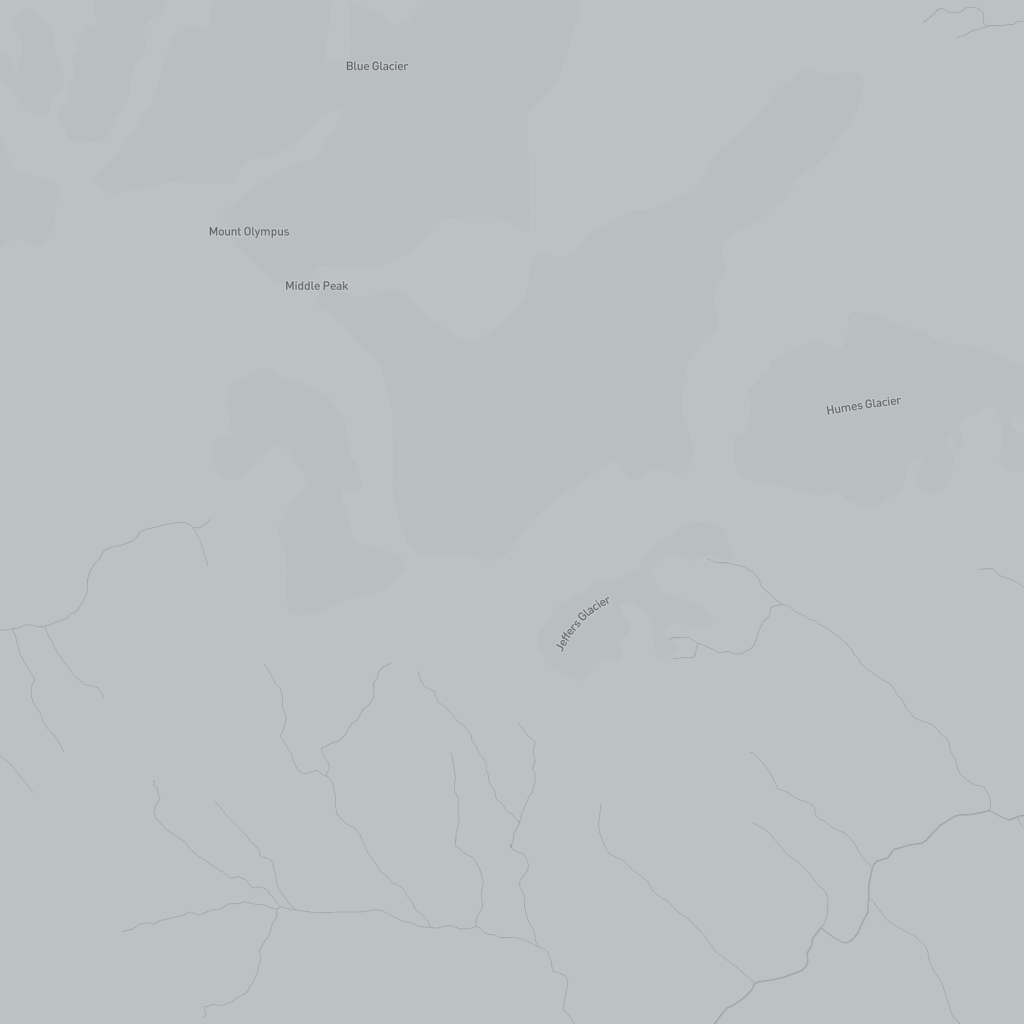 Blue Glacier
Mount Olympus
Middle Peak
Humes Glacier
Jeffers Glacier